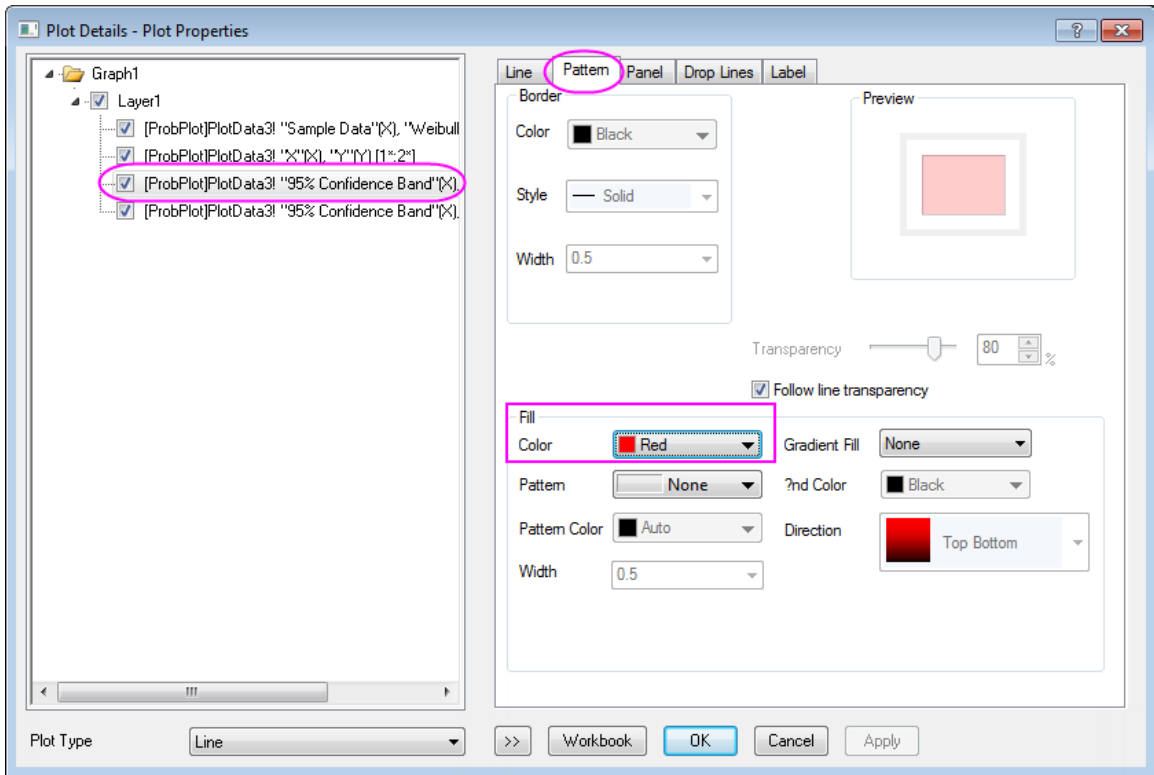 Plot Details - Plot Properties
Graph1
Layer1
[ProbPlot]PlotData3! "Sample Data"(X), "Weibull
[ProbPlot]PlotData3! "X"(X), "Y"(Y) [1*:2*]
[ProbPlot]PlotData3! "95% Confidence Band"(X),
[ProbPlot]PlotData3! "95% Confidence Band"(X),
Line Pattern Panel Drop Lines Label
Border
Preview
Color Black
Style Solid
Width 0.5
Transparency 80 %
Follow line transparency
Fill
Color Red Gradient Fill None
Pattern None ?nd Color Black
Pattern Color Auto Direction Top Bottom
Width 0.5
Plot Type Line >> Workbook OK Cancel Apply